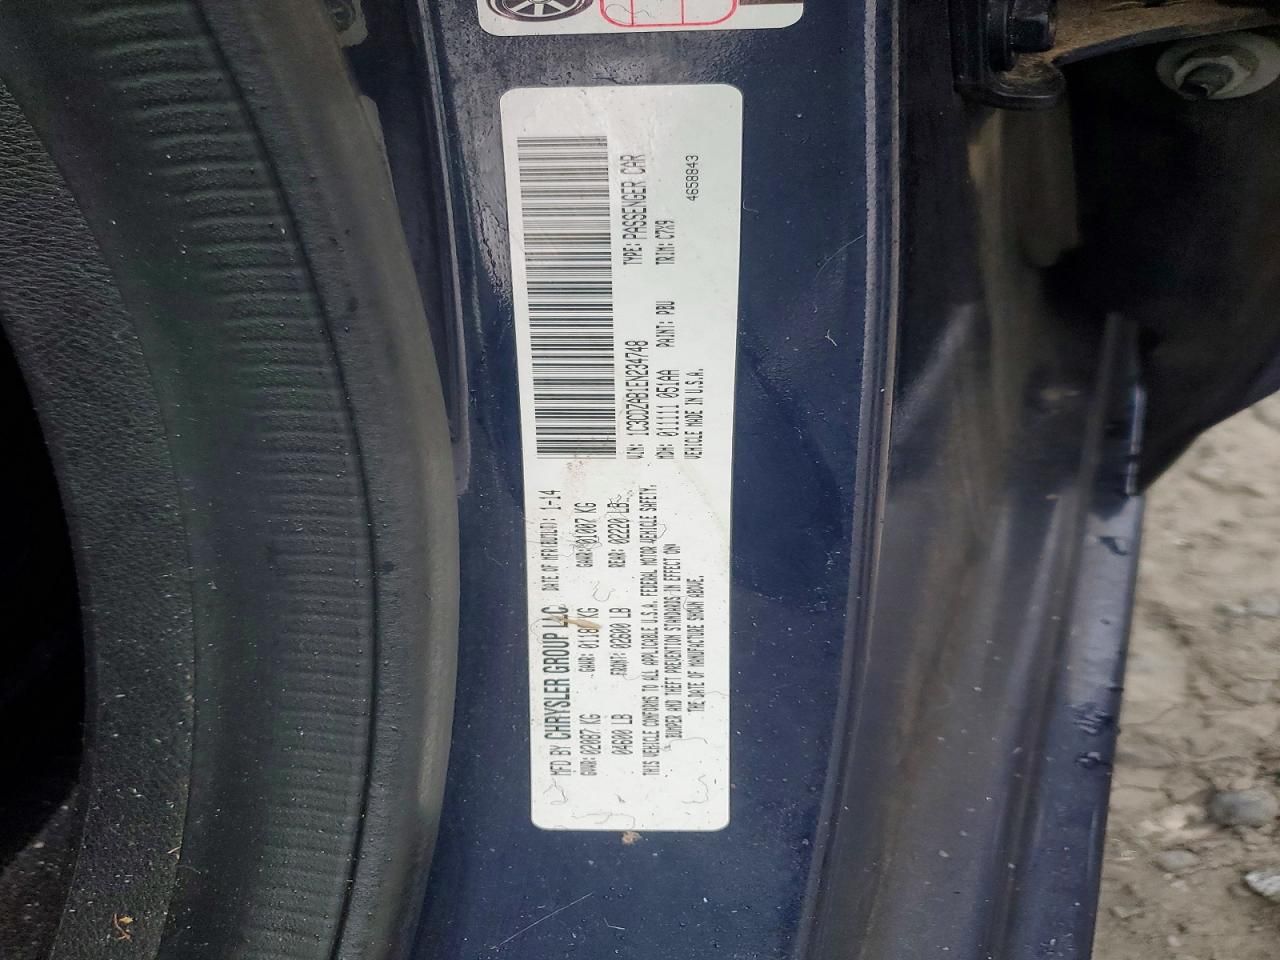 MFD BY CHRYSLER GROUP LLC
DATE OF MFR(BUILD): 1-14
GVWR: 02087 KG
GAWR: 0118 KG
GAWR: 01007 KG
04600 LB
FRONT: 02600 LB
REAR: 02220 LB
THIS VEHICLE CONFORMS TO ALL APPLICABLE U.S.A. FEDERAL MOTOR VEHICLE SAFETY,
BUMPER AND THEFT PREVENTION STANDARDS IN EFFECT ON
THE DATE OF MANUFACTURE SHOWN ABOVE.
VIN: 1C3CDZAB1EN234748
TYPE: PASSENGER CAR
MDH: 011111 051AA
PAINT: PBU
TRIM: C7X9
VEHICLE MADE IN U.S.A.
4658843